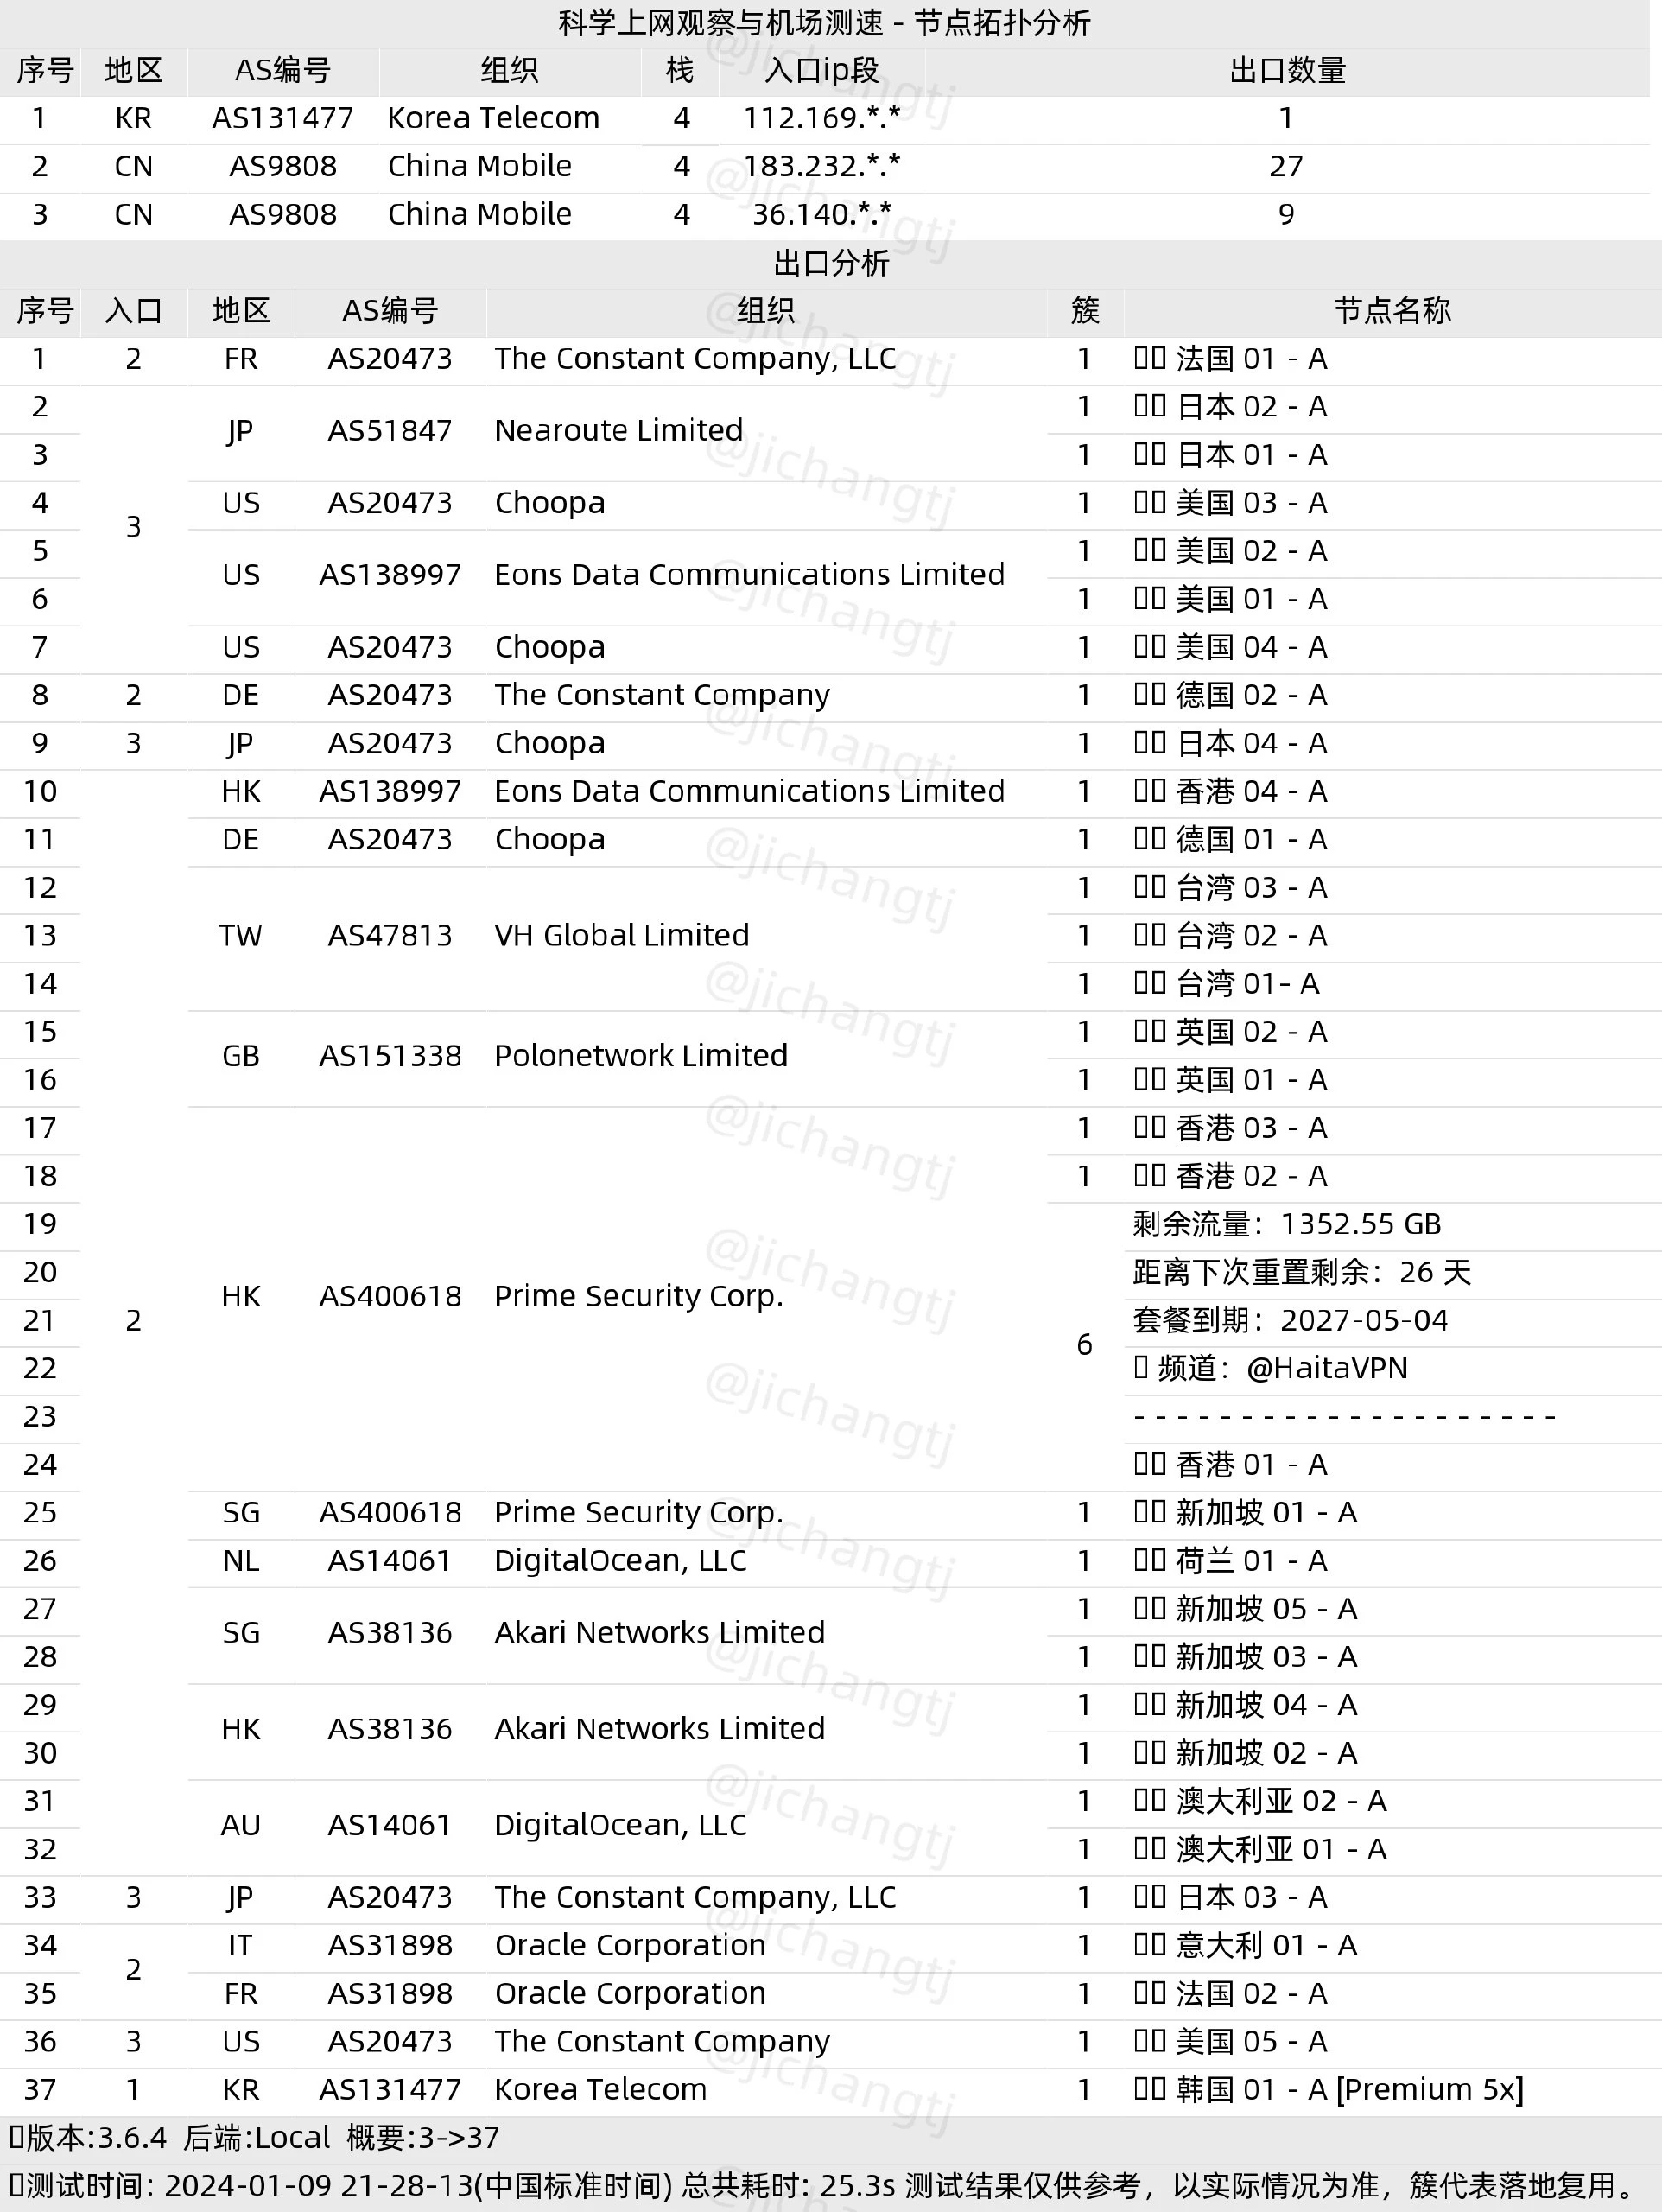 科学上网观察与机场测速 - 节点拓扑分析
序号 地区 AS编号 组织 栈 入口ip段 出口数量
1 KR AS131477 Korea Telecom 4 112.169.*.* 1
2 CN AS9808 China Mobile 4 183.232.*.* 27
3 CN AS9808 China Mobile 4 36.140.*.* 9
出口分析
序号 入口 地区 AS编号 组织 簇 节点名称
1 2 FR AS20473 The Constant Company, LLC 1 法国 01 - A
2 3 JP AS51847 Nearoute Limited 1 日本 02 - A
3 1 日本 01 - A
4 US AS20473 Choopa 1 美国 03 - A
5 US AS138997 Eons Data Communications Limited 1 美国 02 - A
6 1 美国 01 - A
7 US AS20473 Choopa 1 美国 04 - A
8 2 DE AS20473 The Constant Company 1 德国 02 - A
9 3 JP AS20473 Choopa 1 日本 04 - A
10 2 HK AS138997 Eons Data Communications Limited 1 香港 04 - A
11 DE AS20473 Choopa 1 德国 01 - A
12 TW AS47813 VH Global Limited 1 台湾 03 - A
13 1 台湾 02 - A
14 1 台湾 01- A
15 GB AS151338 Polonetwork Limited 1 英国 02 - A
16 1 英国 01 - A
17 HK AS400618 Prime Security Corp. 1 香港 03 - A
18 1 香港 02 - A
19 6 剩余流量：1352.55 GB
20 距离下次重置剩余：26 天
21 套餐到期：2027-05-04
22 频道：@HaitaVPN
23 - - - - - - - - - - - - - - - - - - - -
24 香港 01 - A
25 SG AS400618 Prime Security Corp. 1 新加坡 01 - A
26 NL AS14061 DigitalOcean, LLC 1 荷兰 01 - A
27 SG AS38136 Akari Networks Limited 1 新加坡 05 - A
28 1 新加坡 03 - A
29 HK AS38136 Akari Networks Limited 1 新加坡 04 - A
30 1 新加坡 02 - A
31 AU AS14061 DigitalOcean, LLC 1 澳大利亚 02 - A
32 1 澳大利亚 01 - A
33 3 JP AS20473 The Constant Company, LLC 1 日本 03 - A
34 2 IT AS31898 Oracle Corporation 1 意大利 01 - A
35 FR AS31898 Oracle Corporation 1 法国 02 - A
36 3 US AS20473 The Constant Company 1 美国 05 - A
37 1 KR AS131477 Korea Telecom 1 韩国 01 - A [Premium 5x]
版本:3.6.4 后端:Local 概要:3->37
测试时间: 2024-01-09 21-28-13(中国标准时间) 总共耗时: 25.3s 测试结果仅供参考，以实际情况为准，簇代表落地复用。
@jichangtj